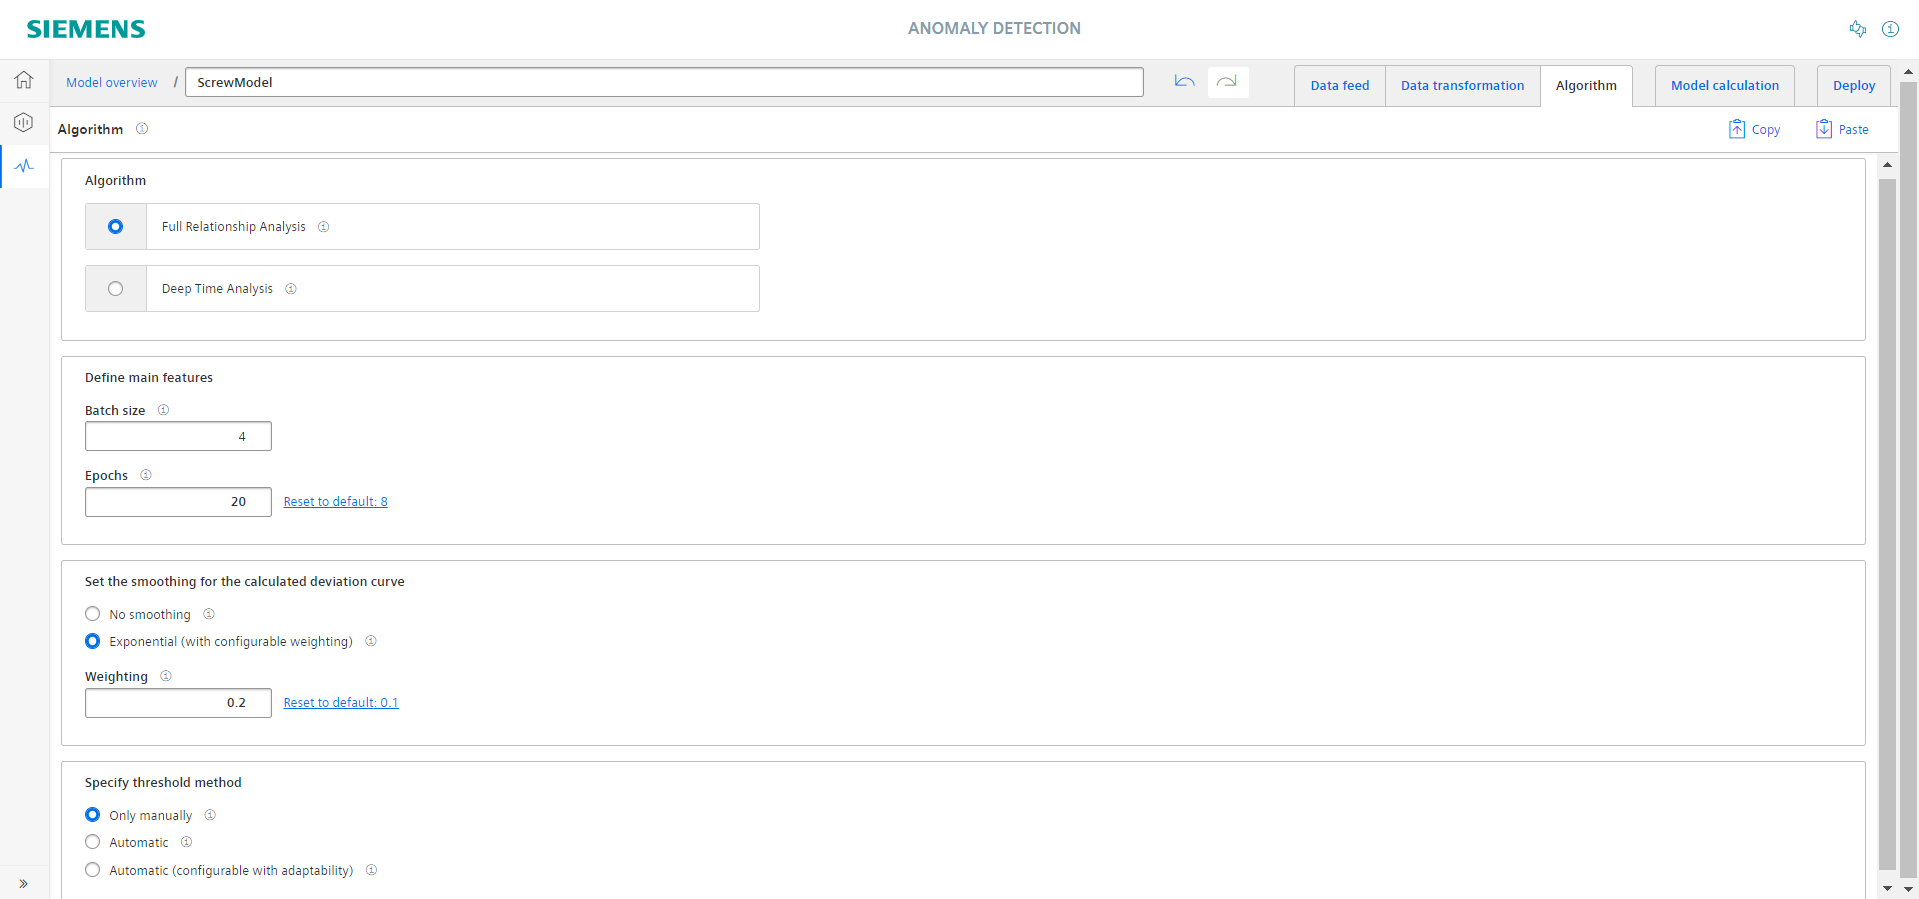 SIEMENS
ANOMALY DETECTION
Model overview / ScrewModel
Data feed
Data transformation
Algorithm
Model calculation
Deploy
Algorithm
Copy
Paste
Algorithm
Full Relationship Analysis
Deep Time Analysis
Define main features
Batch size
4
Epochs
20 Reset to default: 8
Set the smoothing for the calculated deviation curve
No smoothing
Exponential (with configurable weighting)
Weighting
0.2 Reset to default: 0.1
Specify threshold method
Only manually
Automatic
Automatic (configurable with adaptability)